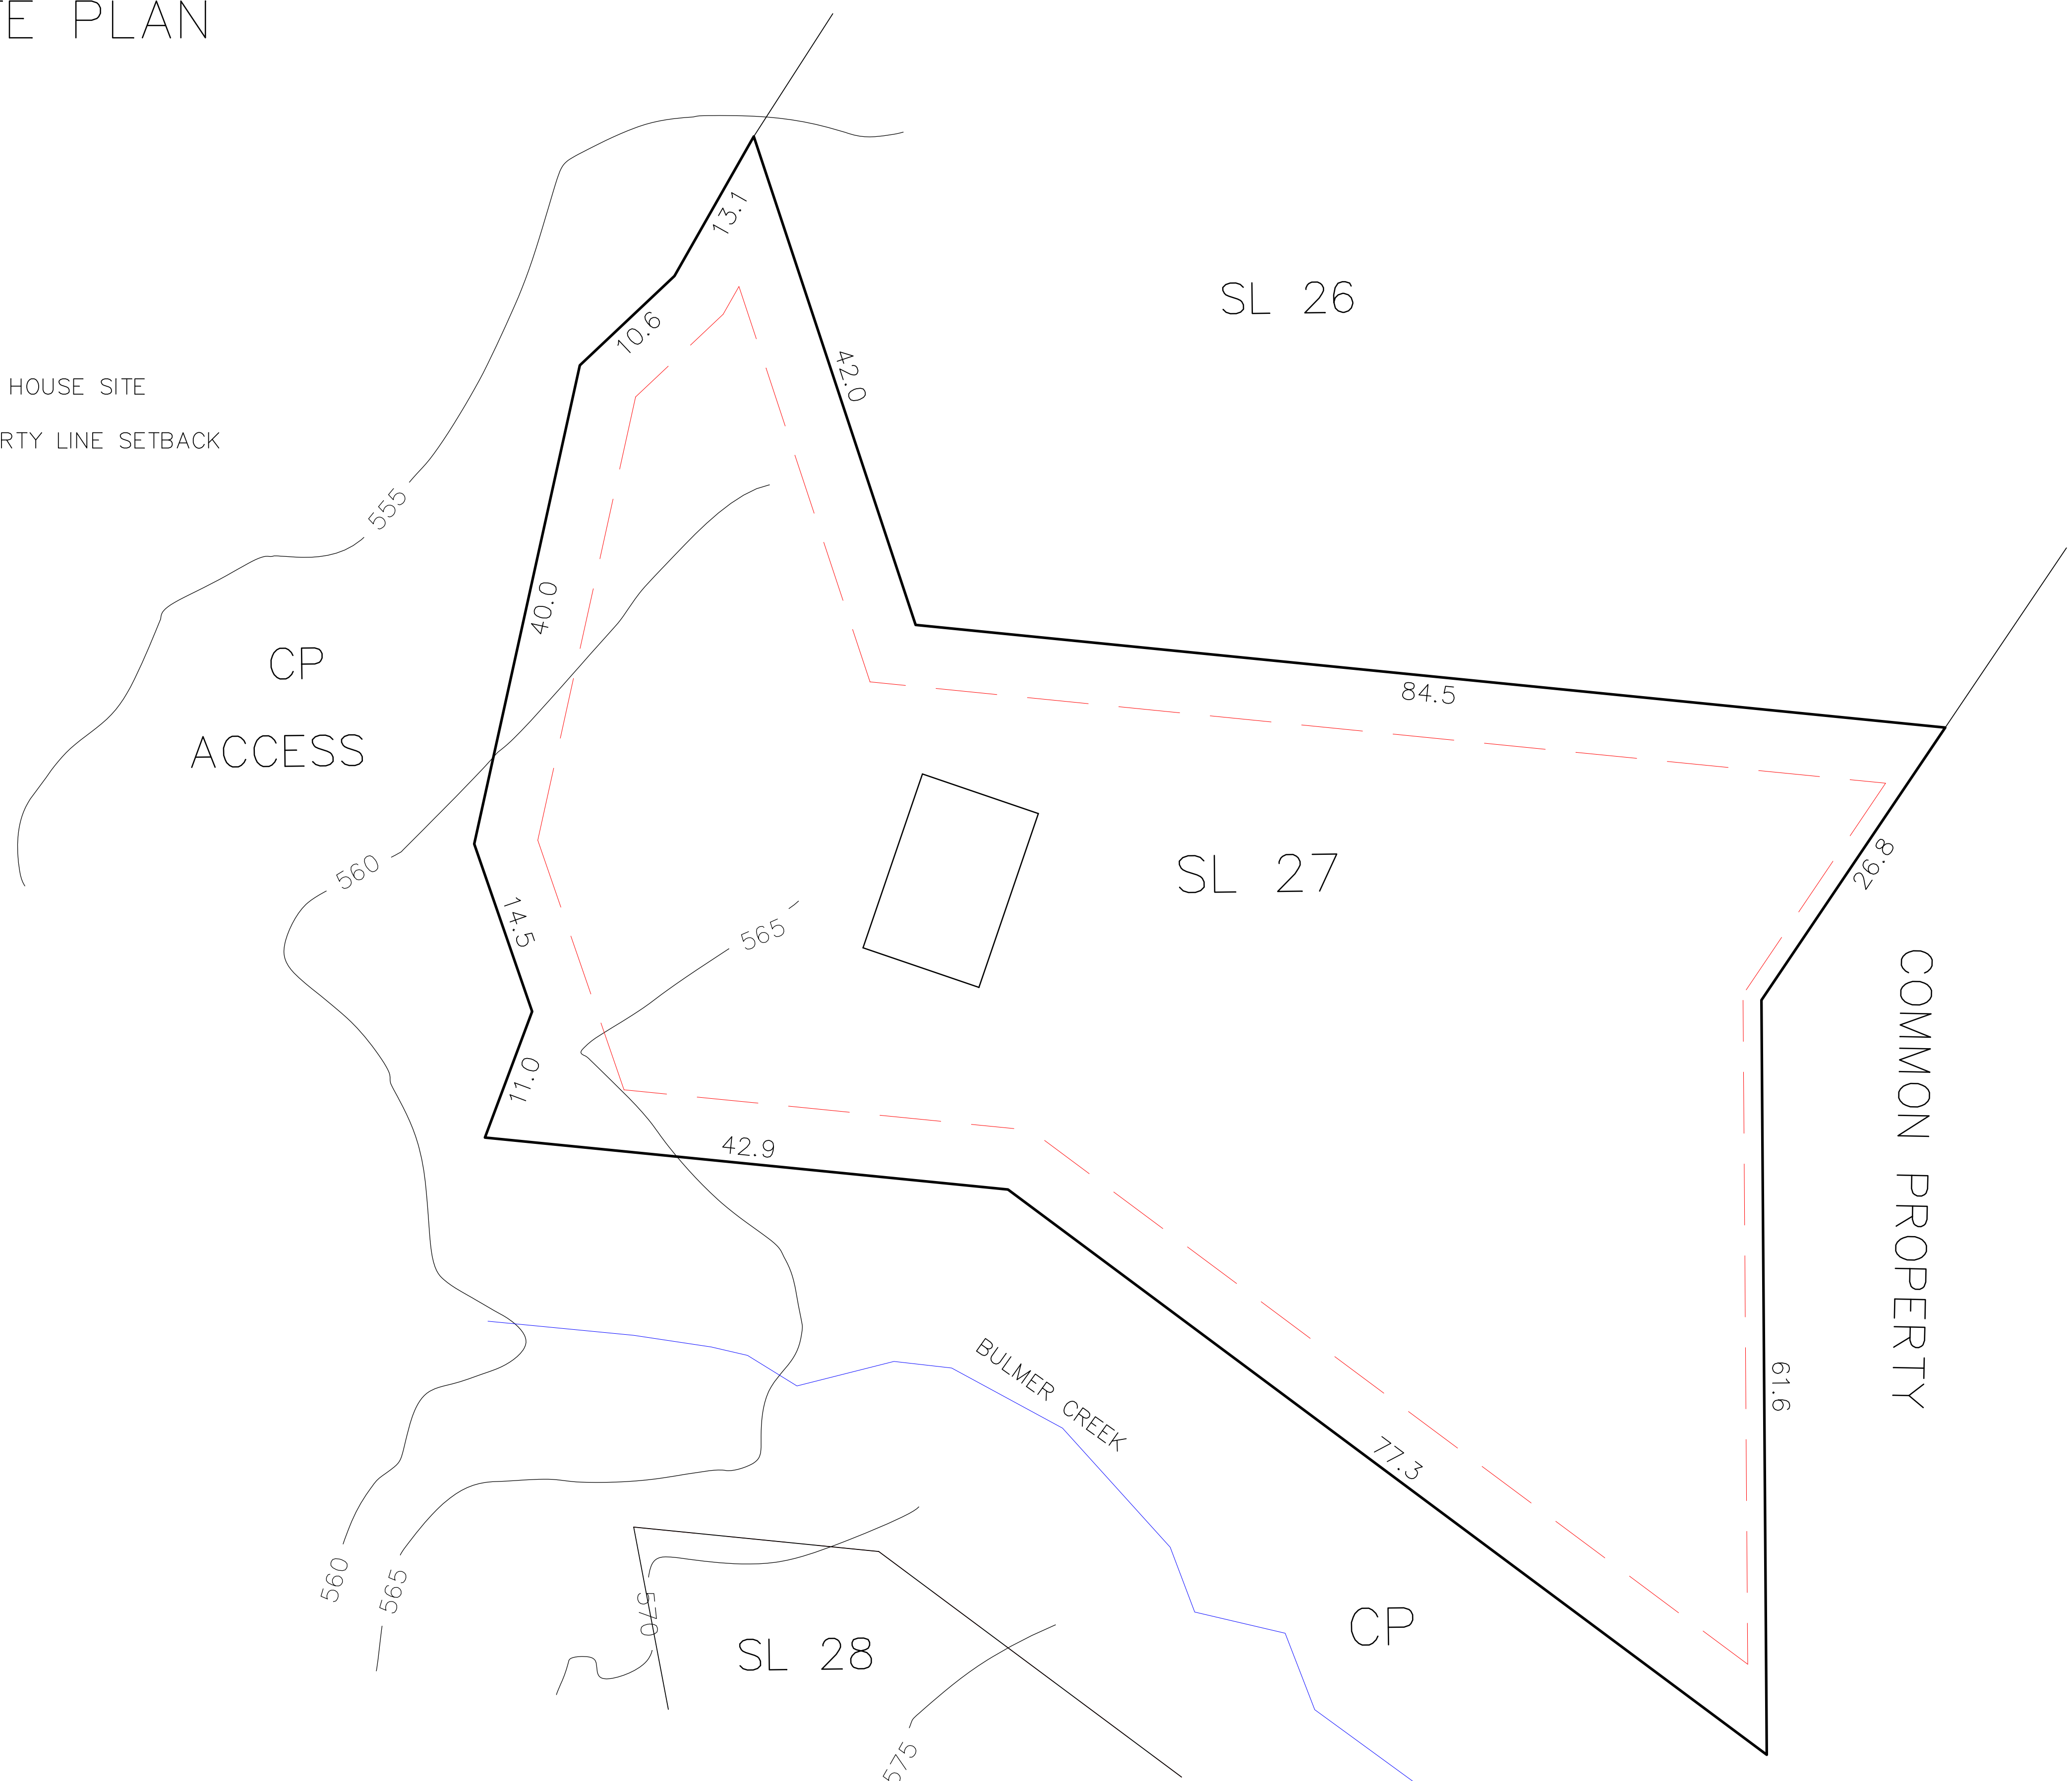 E PLAN
13.1
SL 26
10.6
42.0
HOUSE SITE
RTY LINE SETBACK
555
40.0
CP
ACCESS
84.5
560
SL 27
26.8
14.5
565
COMMON PROPERTY
11.0
42.9
BULMER CREEK
61.6
77.3
560
565
570
SL 28
CP
575